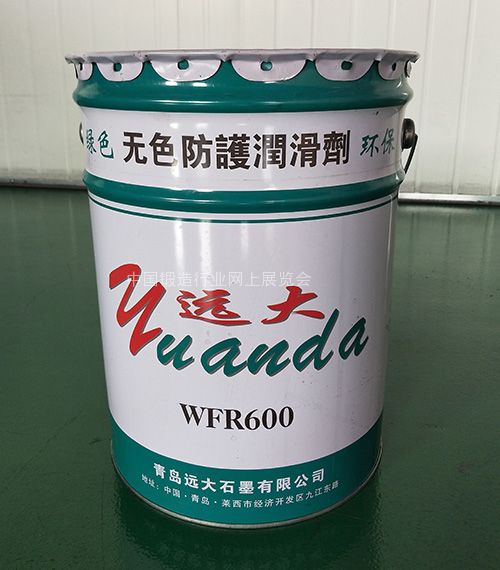 绿色 无色防護潤滑劑 环保
中国锻造行业网上展览会
远大
Yuanda
WFR600
青岛远大石墨有限公司
地址：中国·青岛·莱西市经济开发区九江东路